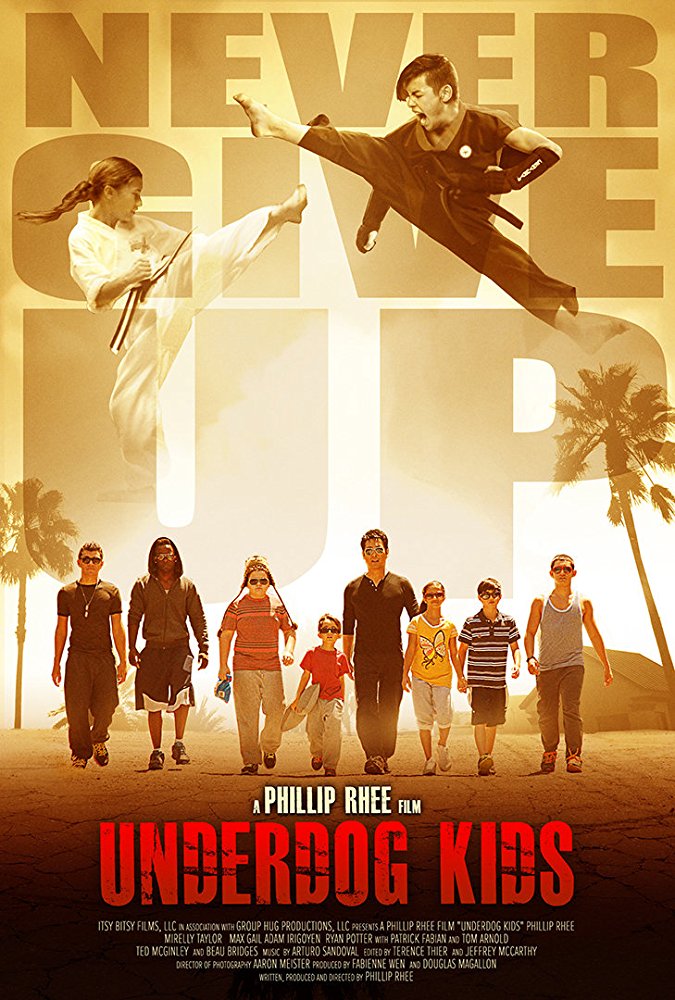 NEVER
GIVE
UP
A PHILLIP RHEE FILM
UNDERDOG KIDS
ITSY BITSY FILMS, LLC IN ASSOCIATION WITH GROUP HUG PRODUCTIONS, LLC PRESENTS A PHILLIP RHEE FILM "UNDERDOG KIDS" PHILLIP RHEE
MIRELLY TAYLOR MAX GAIL ADAM IRIGOYEN RYAN POTTER WITH PATRICK FABIAN AND TOM ARNOLD
TED MCGINLEY AND BEAU BRIDGES MUSIC BY ARTURO SANDOVAL EDITED BY TERENCE THIER AND JEFFREY MCCARTHY
DIRECTOR OF PHOTOGRAPHY AARON MEISTER PRODUCED BY FABIENNE WEN AND DOUGLAS MAGALLON
WRITTEN, PRODUCED AND DIRECTED BY PHILLIP RHEE